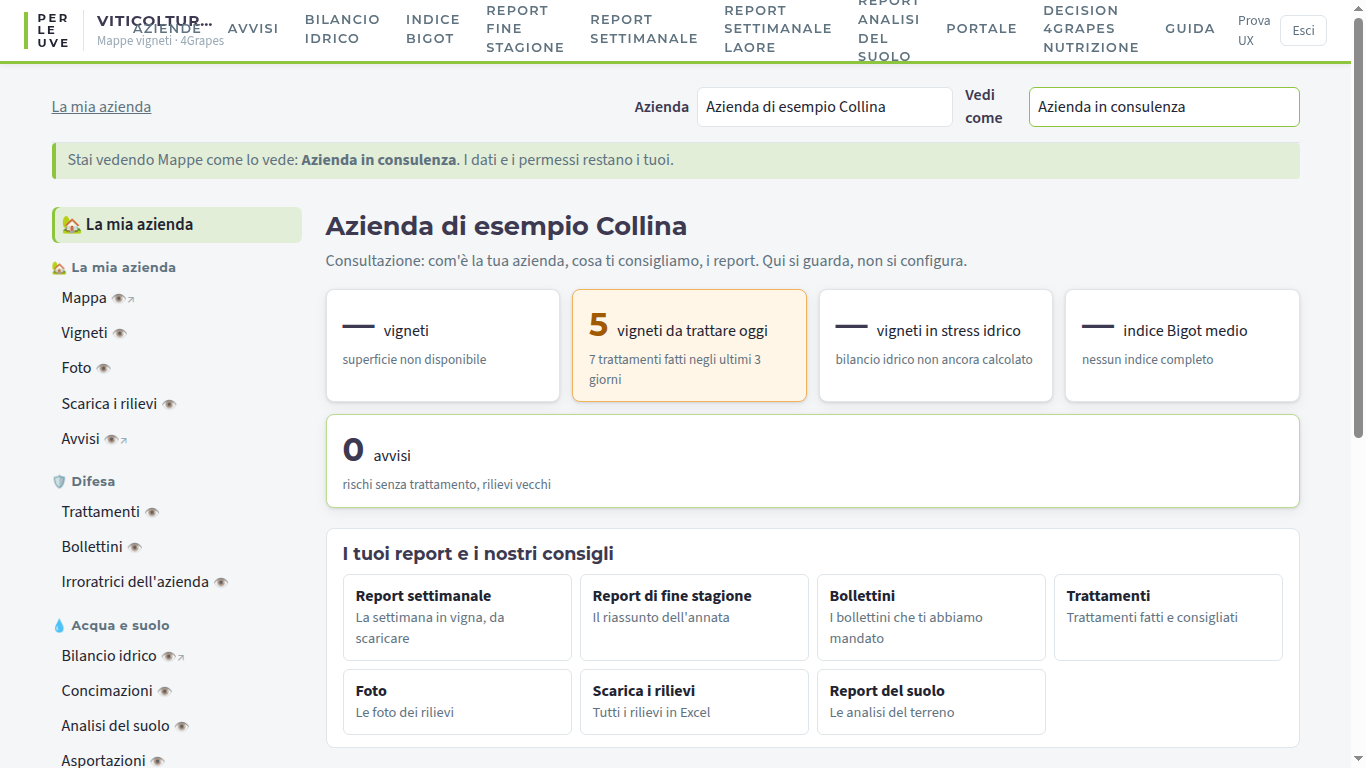 PER
LE
UVE
VITICOLTUR...
Mappe vigneti · 4Grapes
AZIENDE
AVVISI
BILANCIO
IDRICO
INDICE
BIGOT
REPORT
FINE
STAGIONE
REPORT
SETTIMANALE
REPORT
SETTIMANALE
LAORE
REPORT
ANALISI
DEL
SUOLO
PORTALE
DECISION
4GRAPES
NUTRIZIONE
GUIDA
Prova
UX
Esci
La mia azienda
Azienda
Azienda di esempio Collina
Vedi
come
Azienda in consulenza
Stai vedendo Mappe come lo vede: Azienda in consulenza. I dati e i permessi restano i tuoi.
La mia azienda
La mia azienda
Mappa
Vigneti
Foto
Scarica i rilievi
Avvisi
Difesa
Trattamenti
Bollettini
Irroratrici dell'azienda
Acqua e suolo
Bilancio idrico
Concimazioni
Analisi del suolo
Asportazioni
Azienda di esempio Collina
Consultazione: com'è la tua azienda, cosa ti consigliamo, i report. Qui si guarda, non si configura.
— vigneti
superficie non disponibile
5 vigneti da trattare oggi
7 trattamenti fatti negli ultimi 3
giorni
— vigneti in stress idrico
bilancio idrico non ancora calcolato
— indice Bigot medio
nessun indice completo
0 avvisi
rischi senza trattamento, rilievi vecchi
I tuoi report e i nostri consigli
Report settimanale
La settimana in vigna, da
scaricare
Report di fine stagione
Il riassunto dell'annata
Bollettini
I bollettini che ti abbiamo
mandato
Trattamenti
Trattamenti fatti e consigliati
Foto
Le foto dei rilievi
Scarica i rilievi
Tutti i rilievi in Excel
Report del suolo
Le analisi del terreno